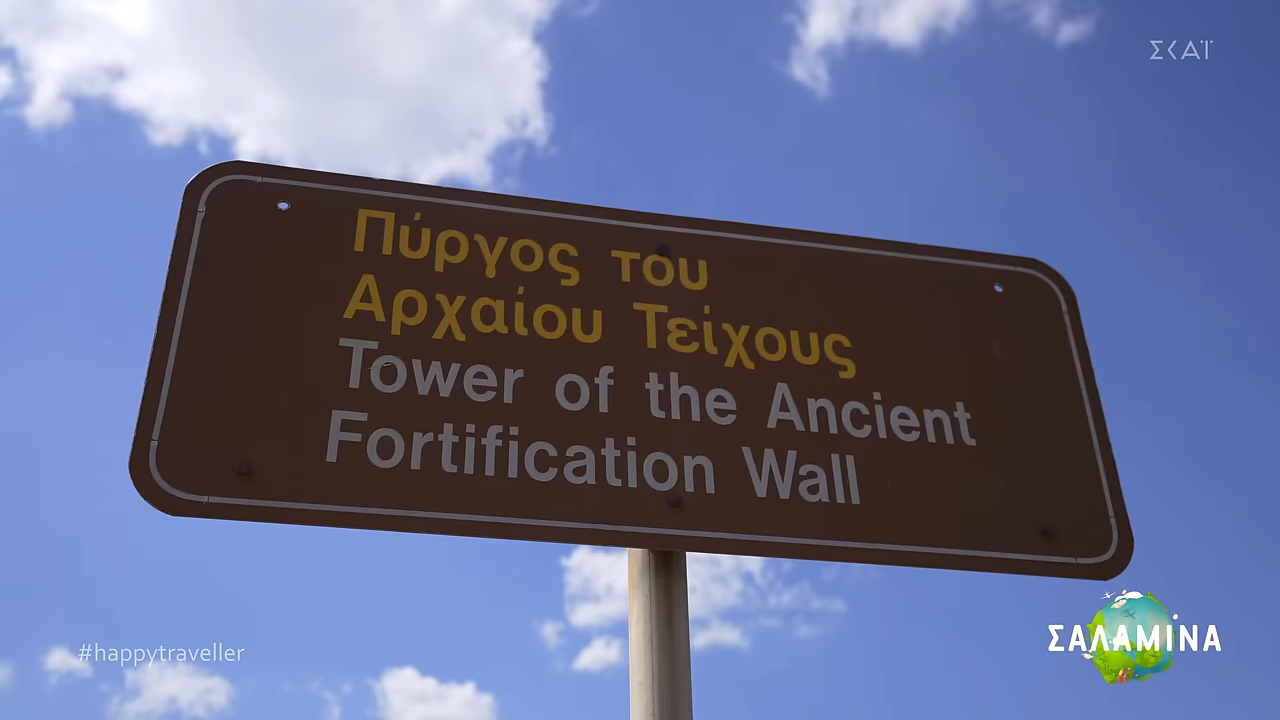 ΣΚΑΪ
Πύργος του
Αρχαίου Τείχους
Tower of the Ancient
Fortification Wall
#happytraveller
ΣΑΛΑΜΙΝΑ